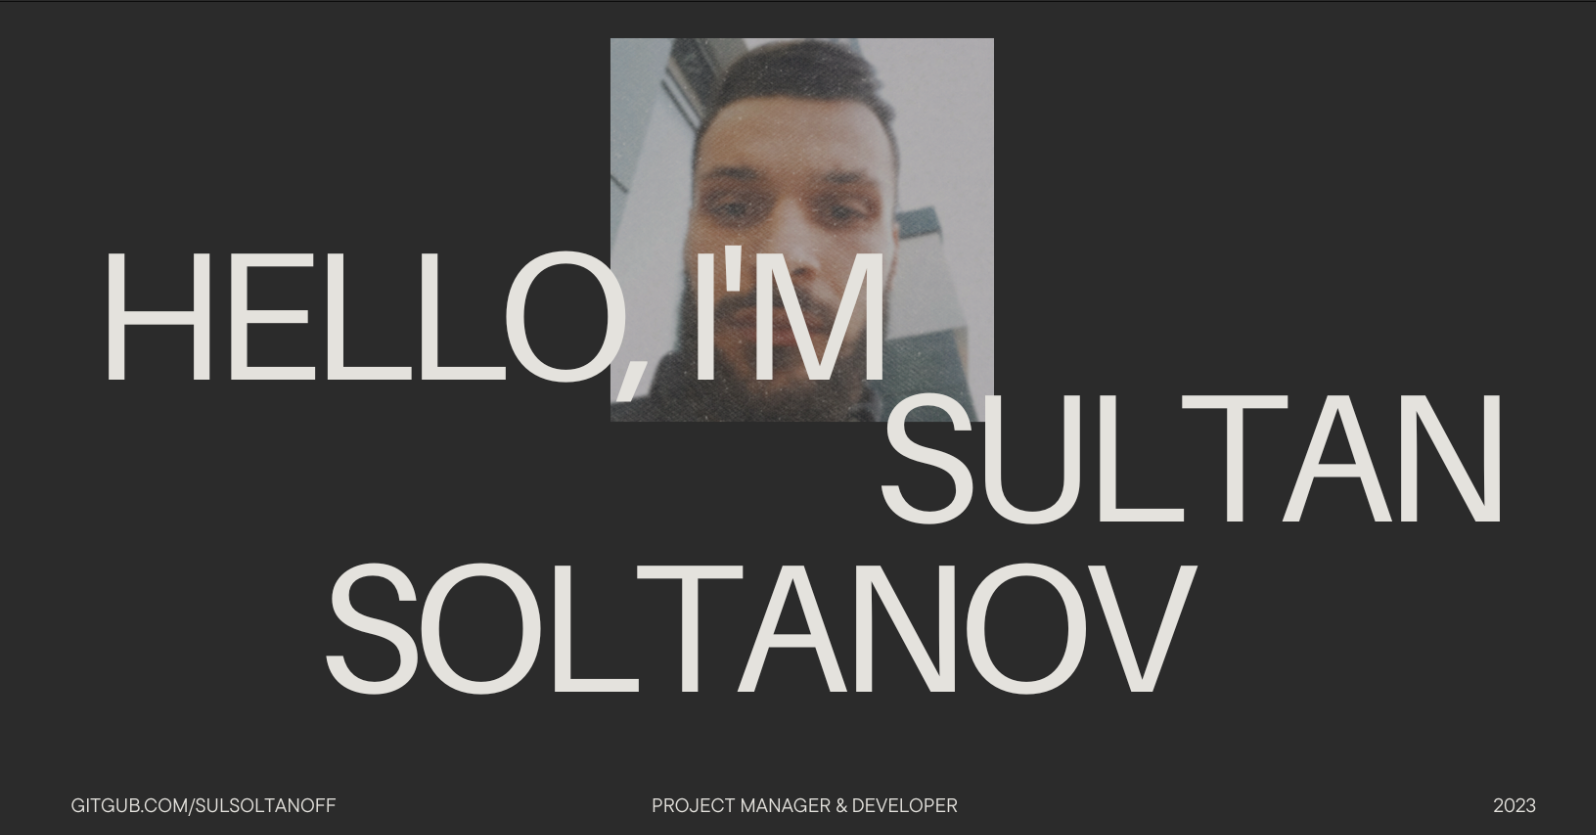 HELLO, I'M
SULTAN
SOLTANOV
GITGUB.COM/SULSOLTANOFF
PROJECT MANAGER & DEVELOPER
2023